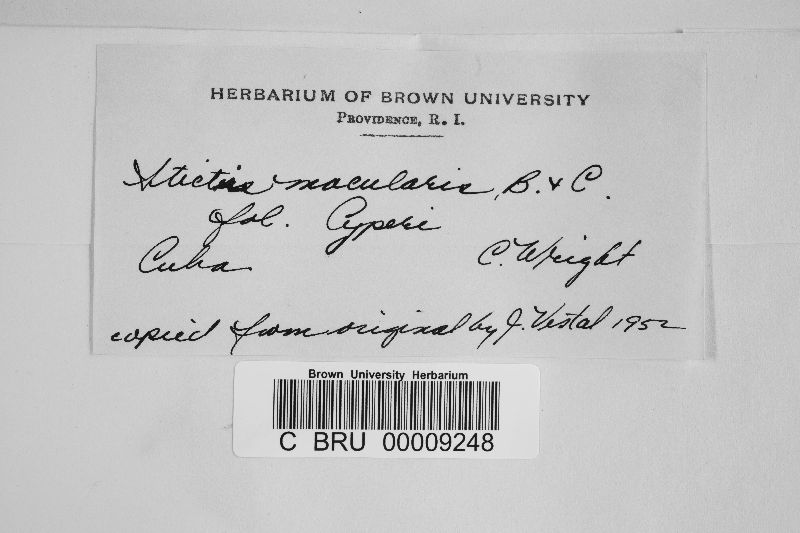 HERBARIUM OF BROWN UNIVERSITY
PROVIDENCE, R. I.
Stictis macularis, B. & C.
fol. Cyperi
Cuba C. Wright
copied from original by J. Vestal 1952
Brown University Herbarium
C BRU 00009248